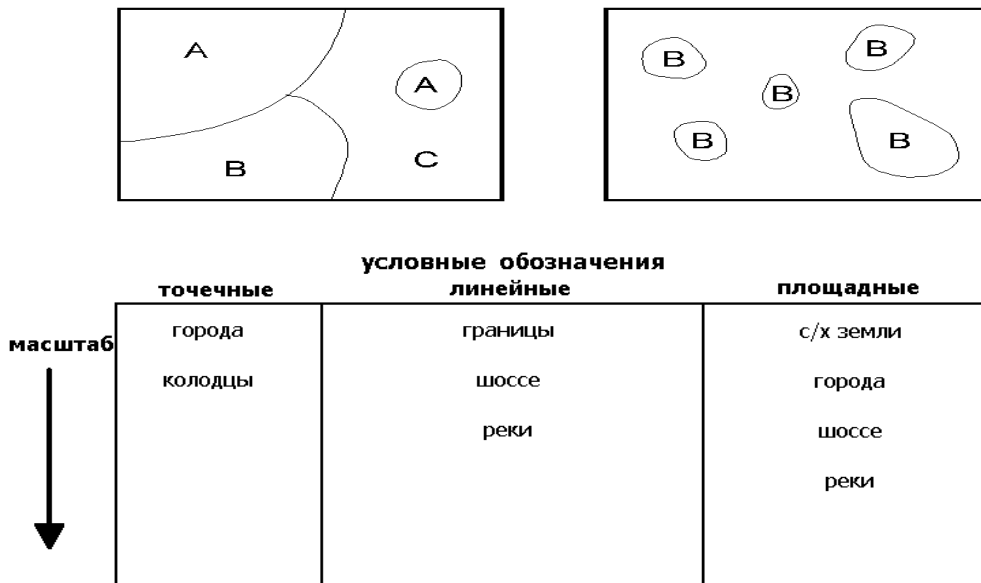 A
A
B
C
B
B
B
B
B
условные обозначения
точечные линейные площадные
масштаб
города границы с/х земли
колодцы шоссе города
реки шоссе
реки